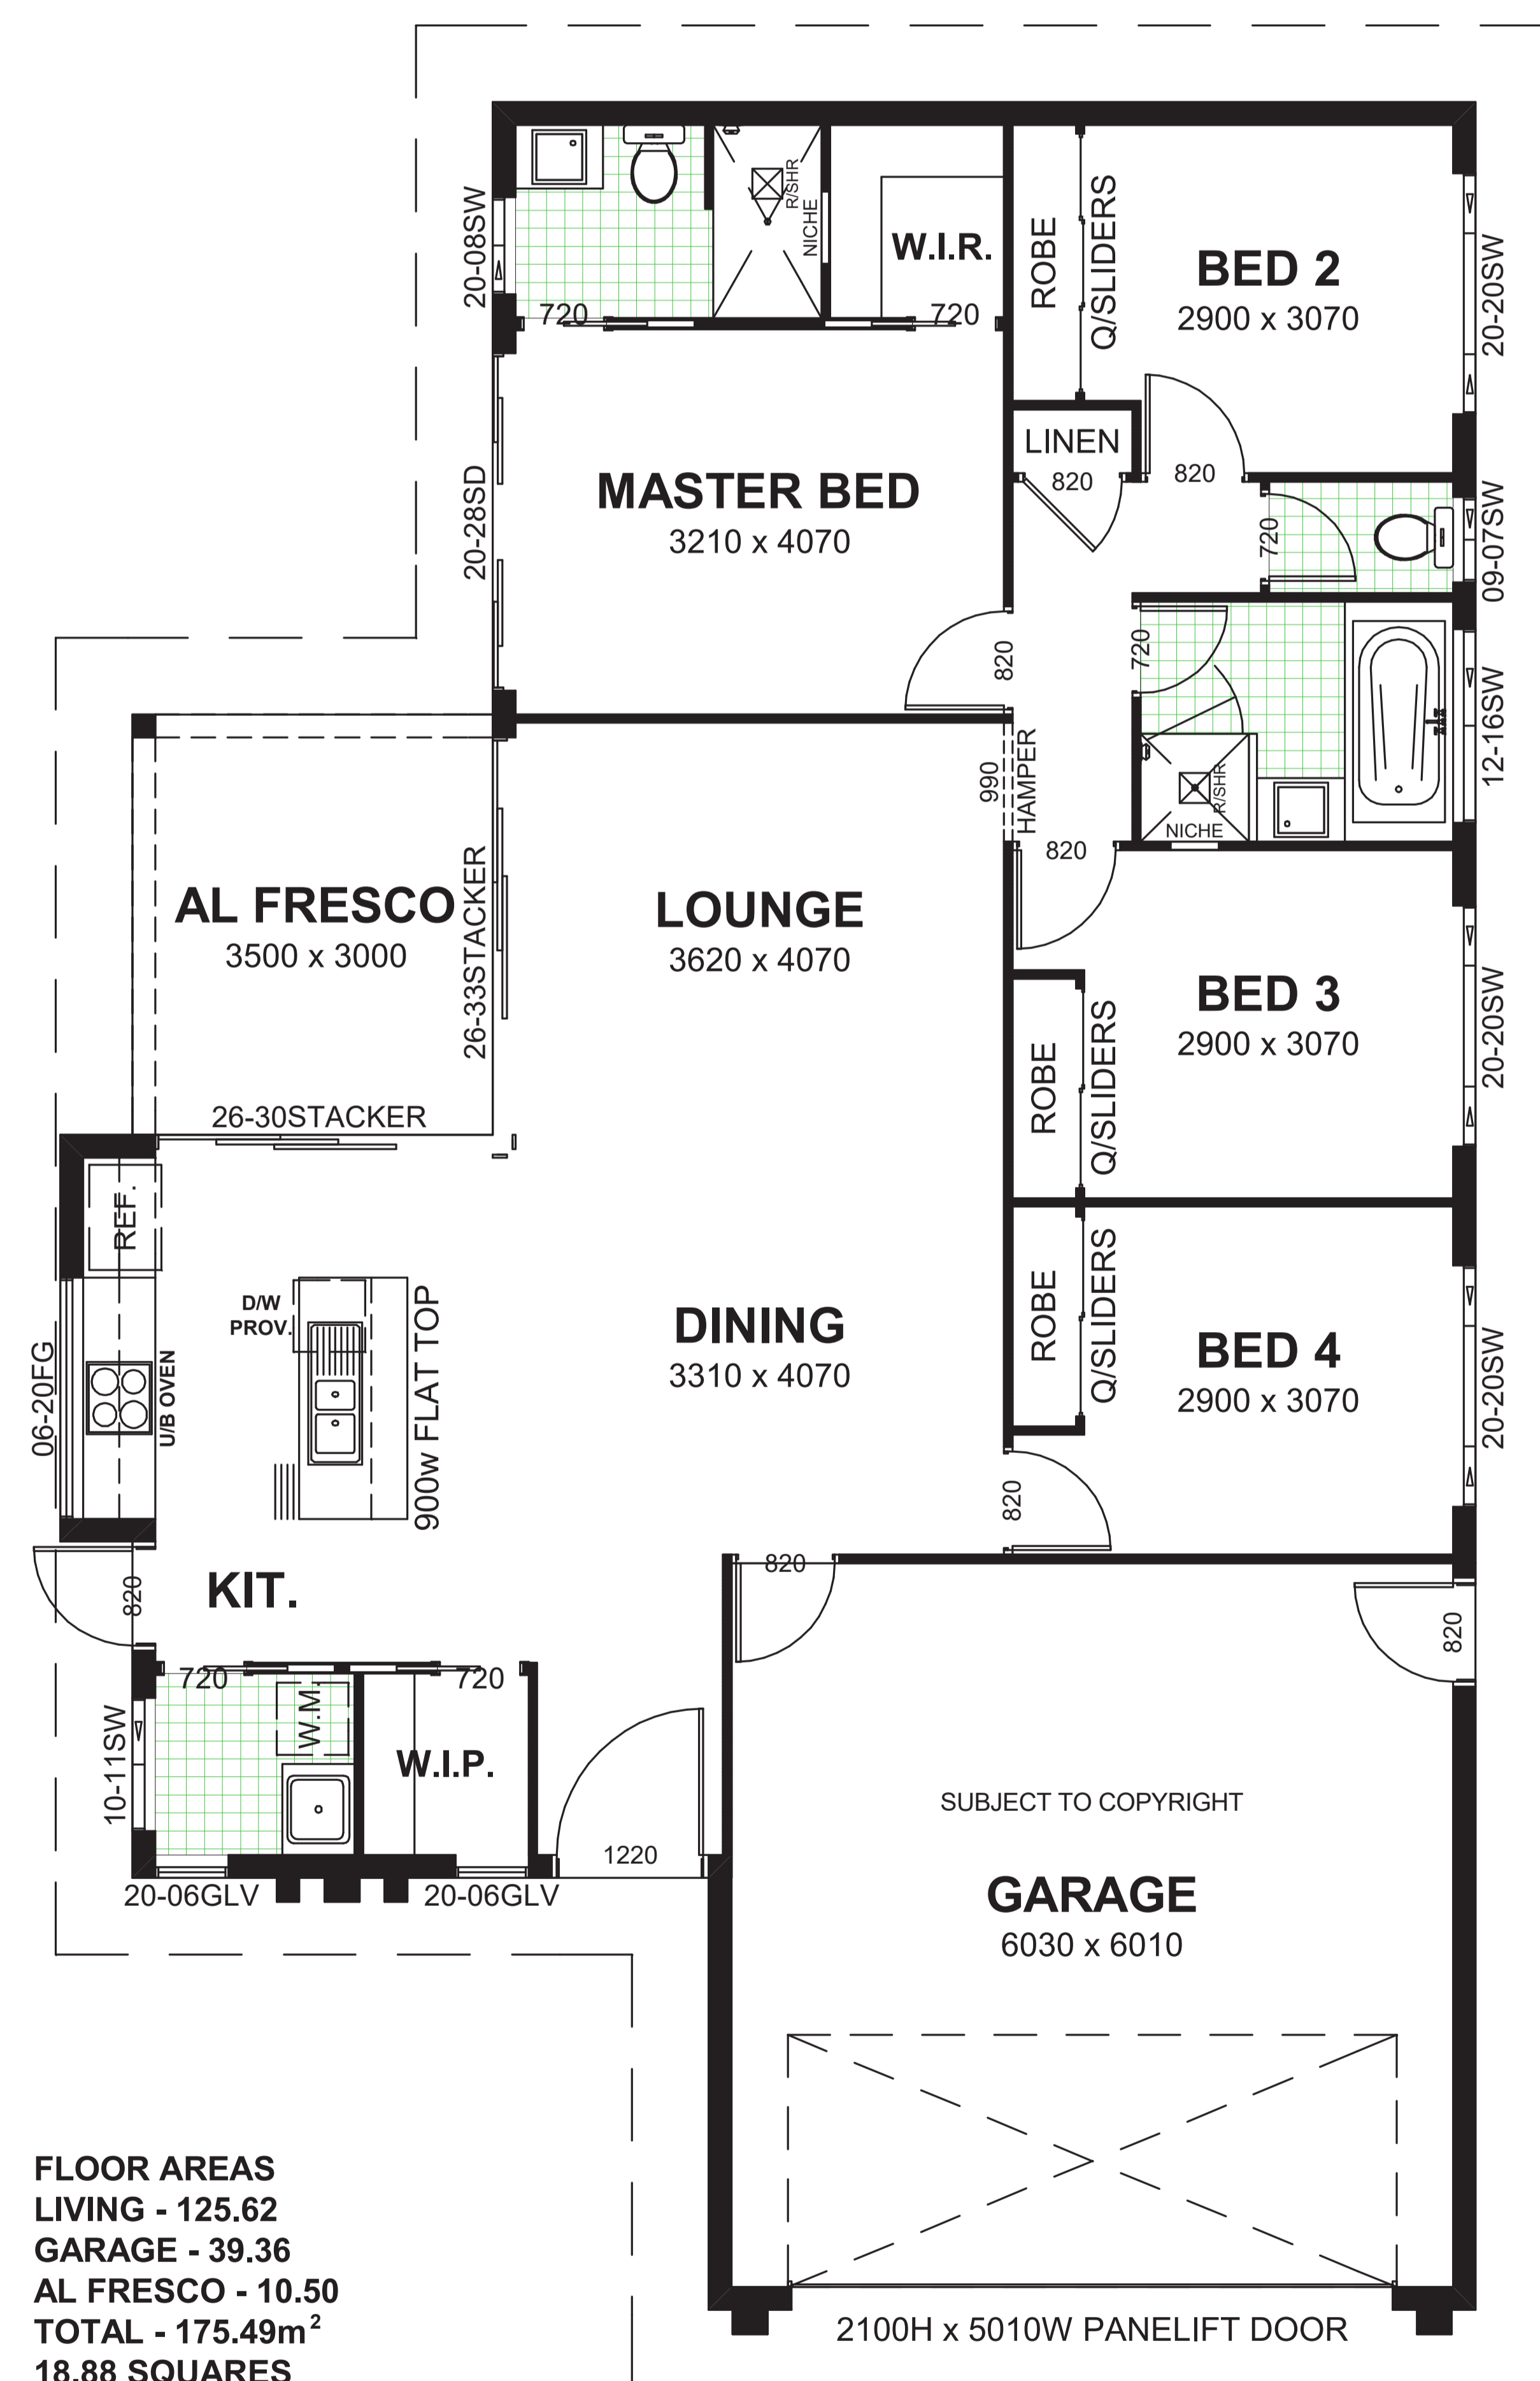 20-08SW
720
R/SHR
NICHE
W.I.R.
720
ROBE
Q/SLIDERS
BED 2
2900 x 3070
20-20SW
MASTER BED
3210 x 4070
20-28SD
LINEN
820
820
720
09-07SW
820
720
12-16SW
R/SHR
NICHE
990
HAMPER
820
AL FRESCO
3500 x 3000
26-33STACKER
26-30STACKER
LOUNGE
3620 x 4070
BED 3
2900 x 3070
ROBE
Q/SLIDERS
20-20SW
REF.
D/W
PROV.
U/B OVEN
06-20FG
900w FLAT TOP
DINING
3310 x 4070
ROBE
Q/SLIDERS
BED 4
2900 x 3070
20-20SW
820
820
820
820
KIT.
720
W.M.
720
W.I.P.
10-11SW
1220
20-06GLV
20-06GLV
SUBJECT TO COPYRIGHT
GARAGE
6030 x 6010
2100H x 5010W PANELIFT DOOR
FLOOR AREAS
LIVING - 125.62
GARAGE - 39.36
AL FRESCO - 10.50
TOTAL - 175.49m²
18.88 SQUARES